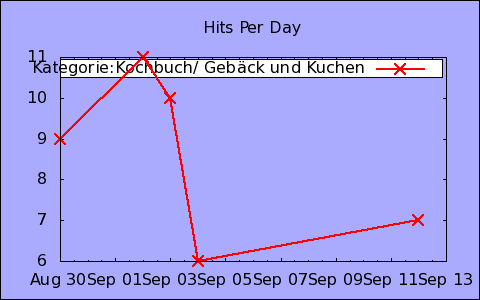 Hits Per Day
11
Kategorie:Kochbuch/ Gebäck und Kuchen
10
9
8
7
6
Aug 30 Sep 01 Sep 03 Sep 05 Sep 07 Sep 09 Sep 11 Sep 13